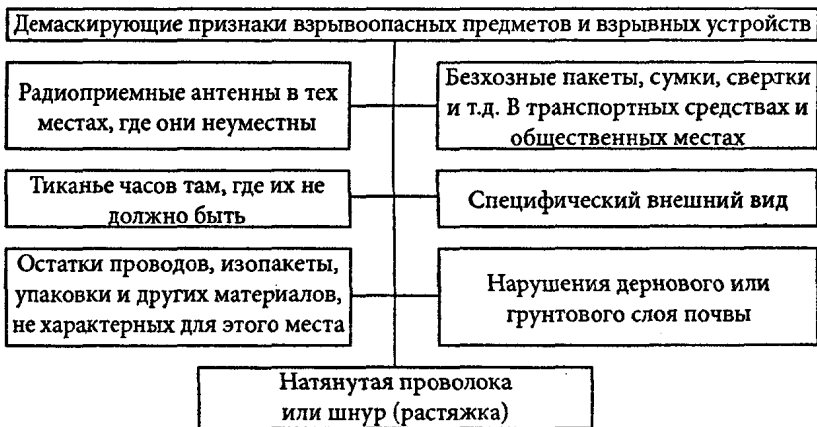 Демаскирующие признаки взрывоопасных предметов и взрывных устройств
Радиоприемные антенны в тех
местах, где они неуместны
Безхозные пакеты, сумки, свертки
и т.д. В транспортных средствах и
общественных местах
Тиканье часов там, где их не
должно быть
Специфический внешний вид
Остатки проводов, изопакеты,
упаковки и других материалов,
не характерных для этого места
Нарушения дернового или
грунтового слоя почвы
Натянутая проволока
или шнур (растяжка)